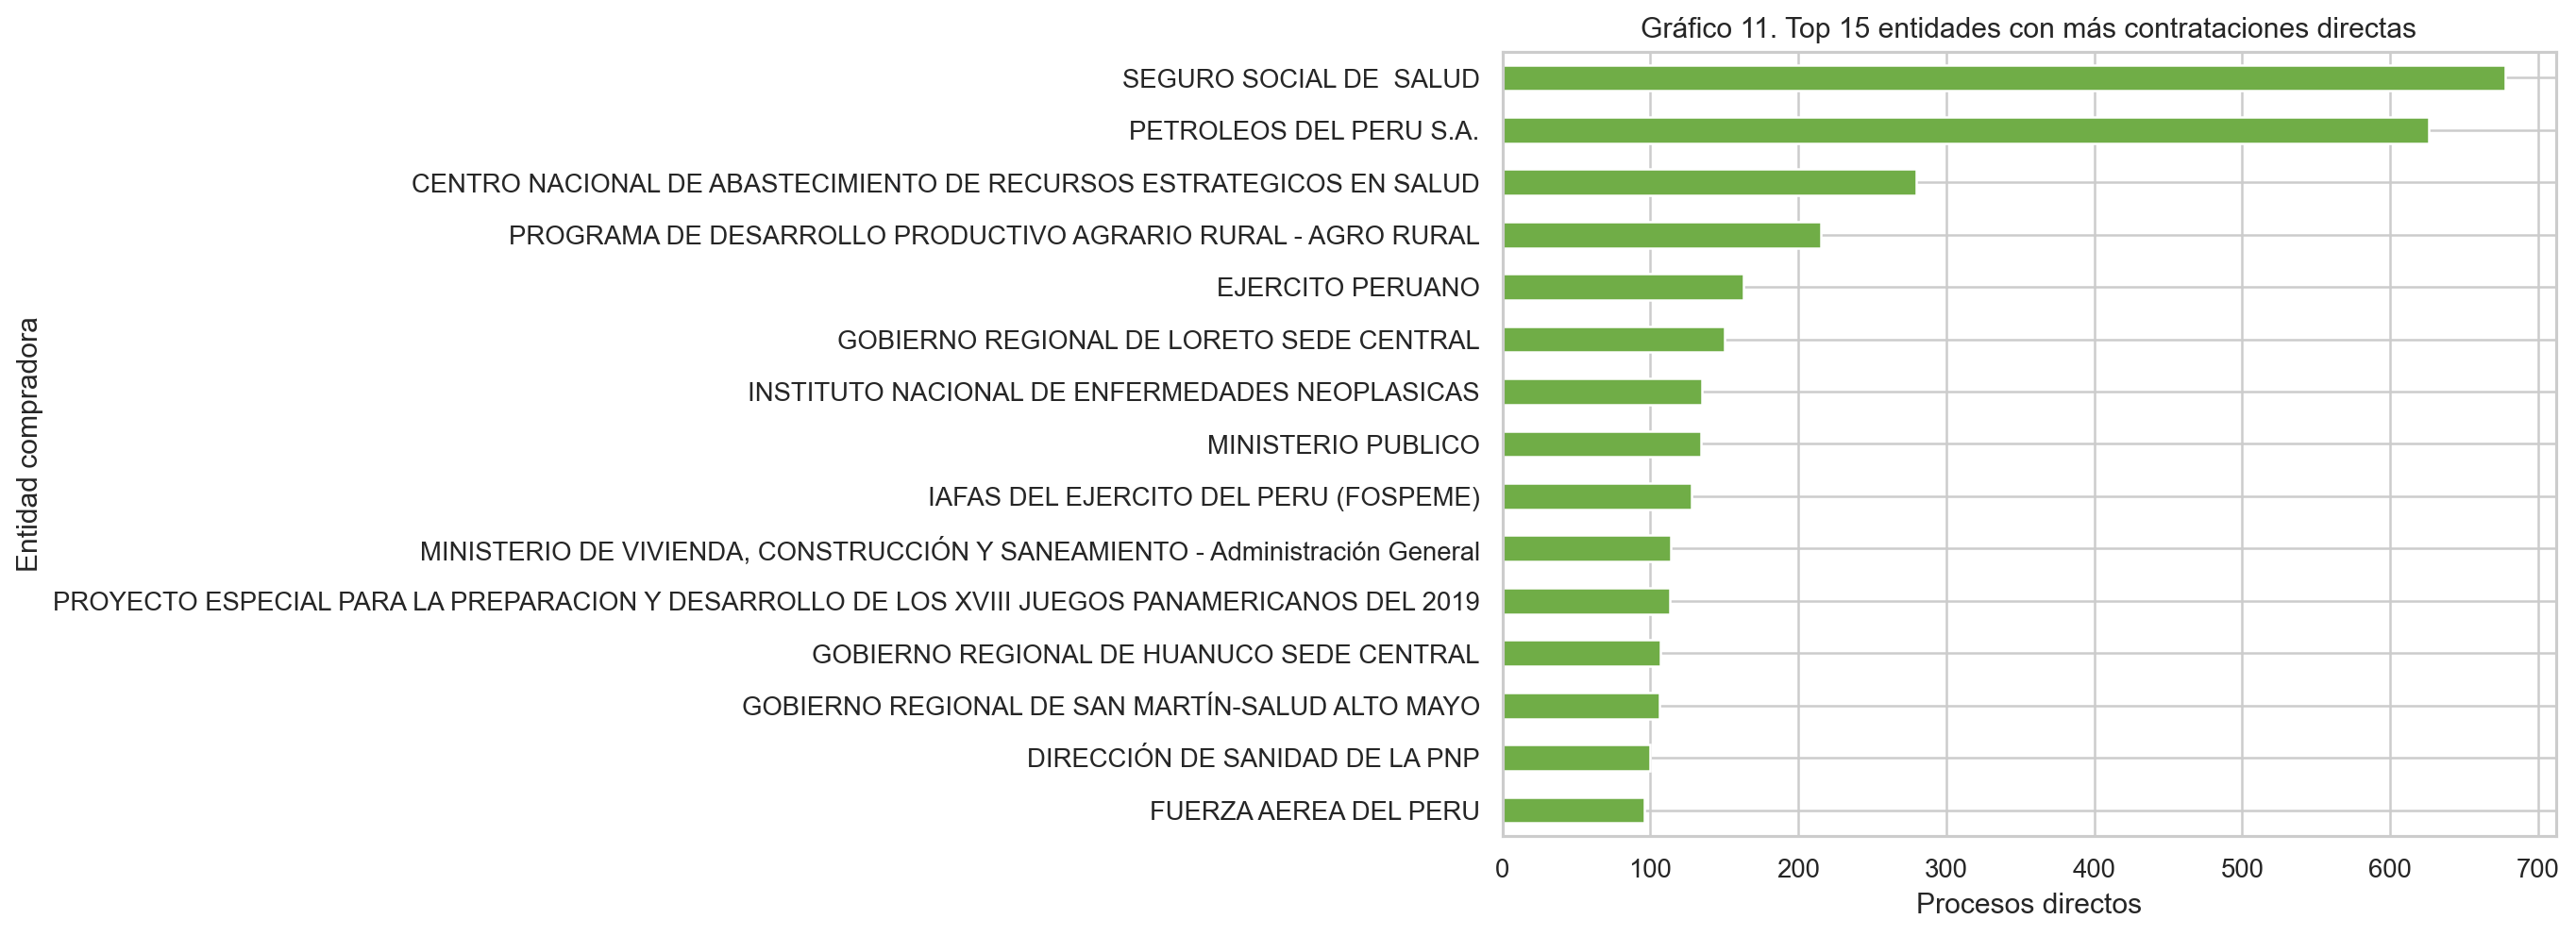 Gráfico 11. Top 15 entidades con más contrataciones directas
Entidad compradora
SEGURO SOCIAL DE  SALUD
PETROLEOS DEL PERU S.A.
CENTRO NACIONAL DE ABASTECIMIENTO DE RECURSOS ESTRATEGICOS EN SALUD
PROGRAMA DE DESARROLLO PRODUCTIVO AGRARIO RURAL - AGRO RURAL
EJERCITO PERUANO
GOBIERNO REGIONAL DE LORETO SEDE CENTRAL
INSTITUTO NACIONAL DE ENFERMEDADES NEOPLASICAS
MINISTERIO PUBLICO
IAFAS DEL EJERCITO DEL PERU (FOSPEME)
MINISTERIO DE VIVIENDA, CONSTRUCCIÓN Y SANEAMIENTO - Administración General
PROYECTO ESPECIAL PARA LA PREPARACION Y DESARROLLO DE LOS XVIII JUEGOS PANAMERICANOS DEL 2019
GOBIERNO REGIONAL DE HUANUCO SEDE CENTRAL
GOBIERNO REGIONAL DE SAN MARTÍN-SALUD ALTO MAYO
DIRECCIÓN DE SANIDAD DE LA PNP
FUERZA AEREA DEL PERU
0 100 200 300 400 500 600 700
Procesos directos